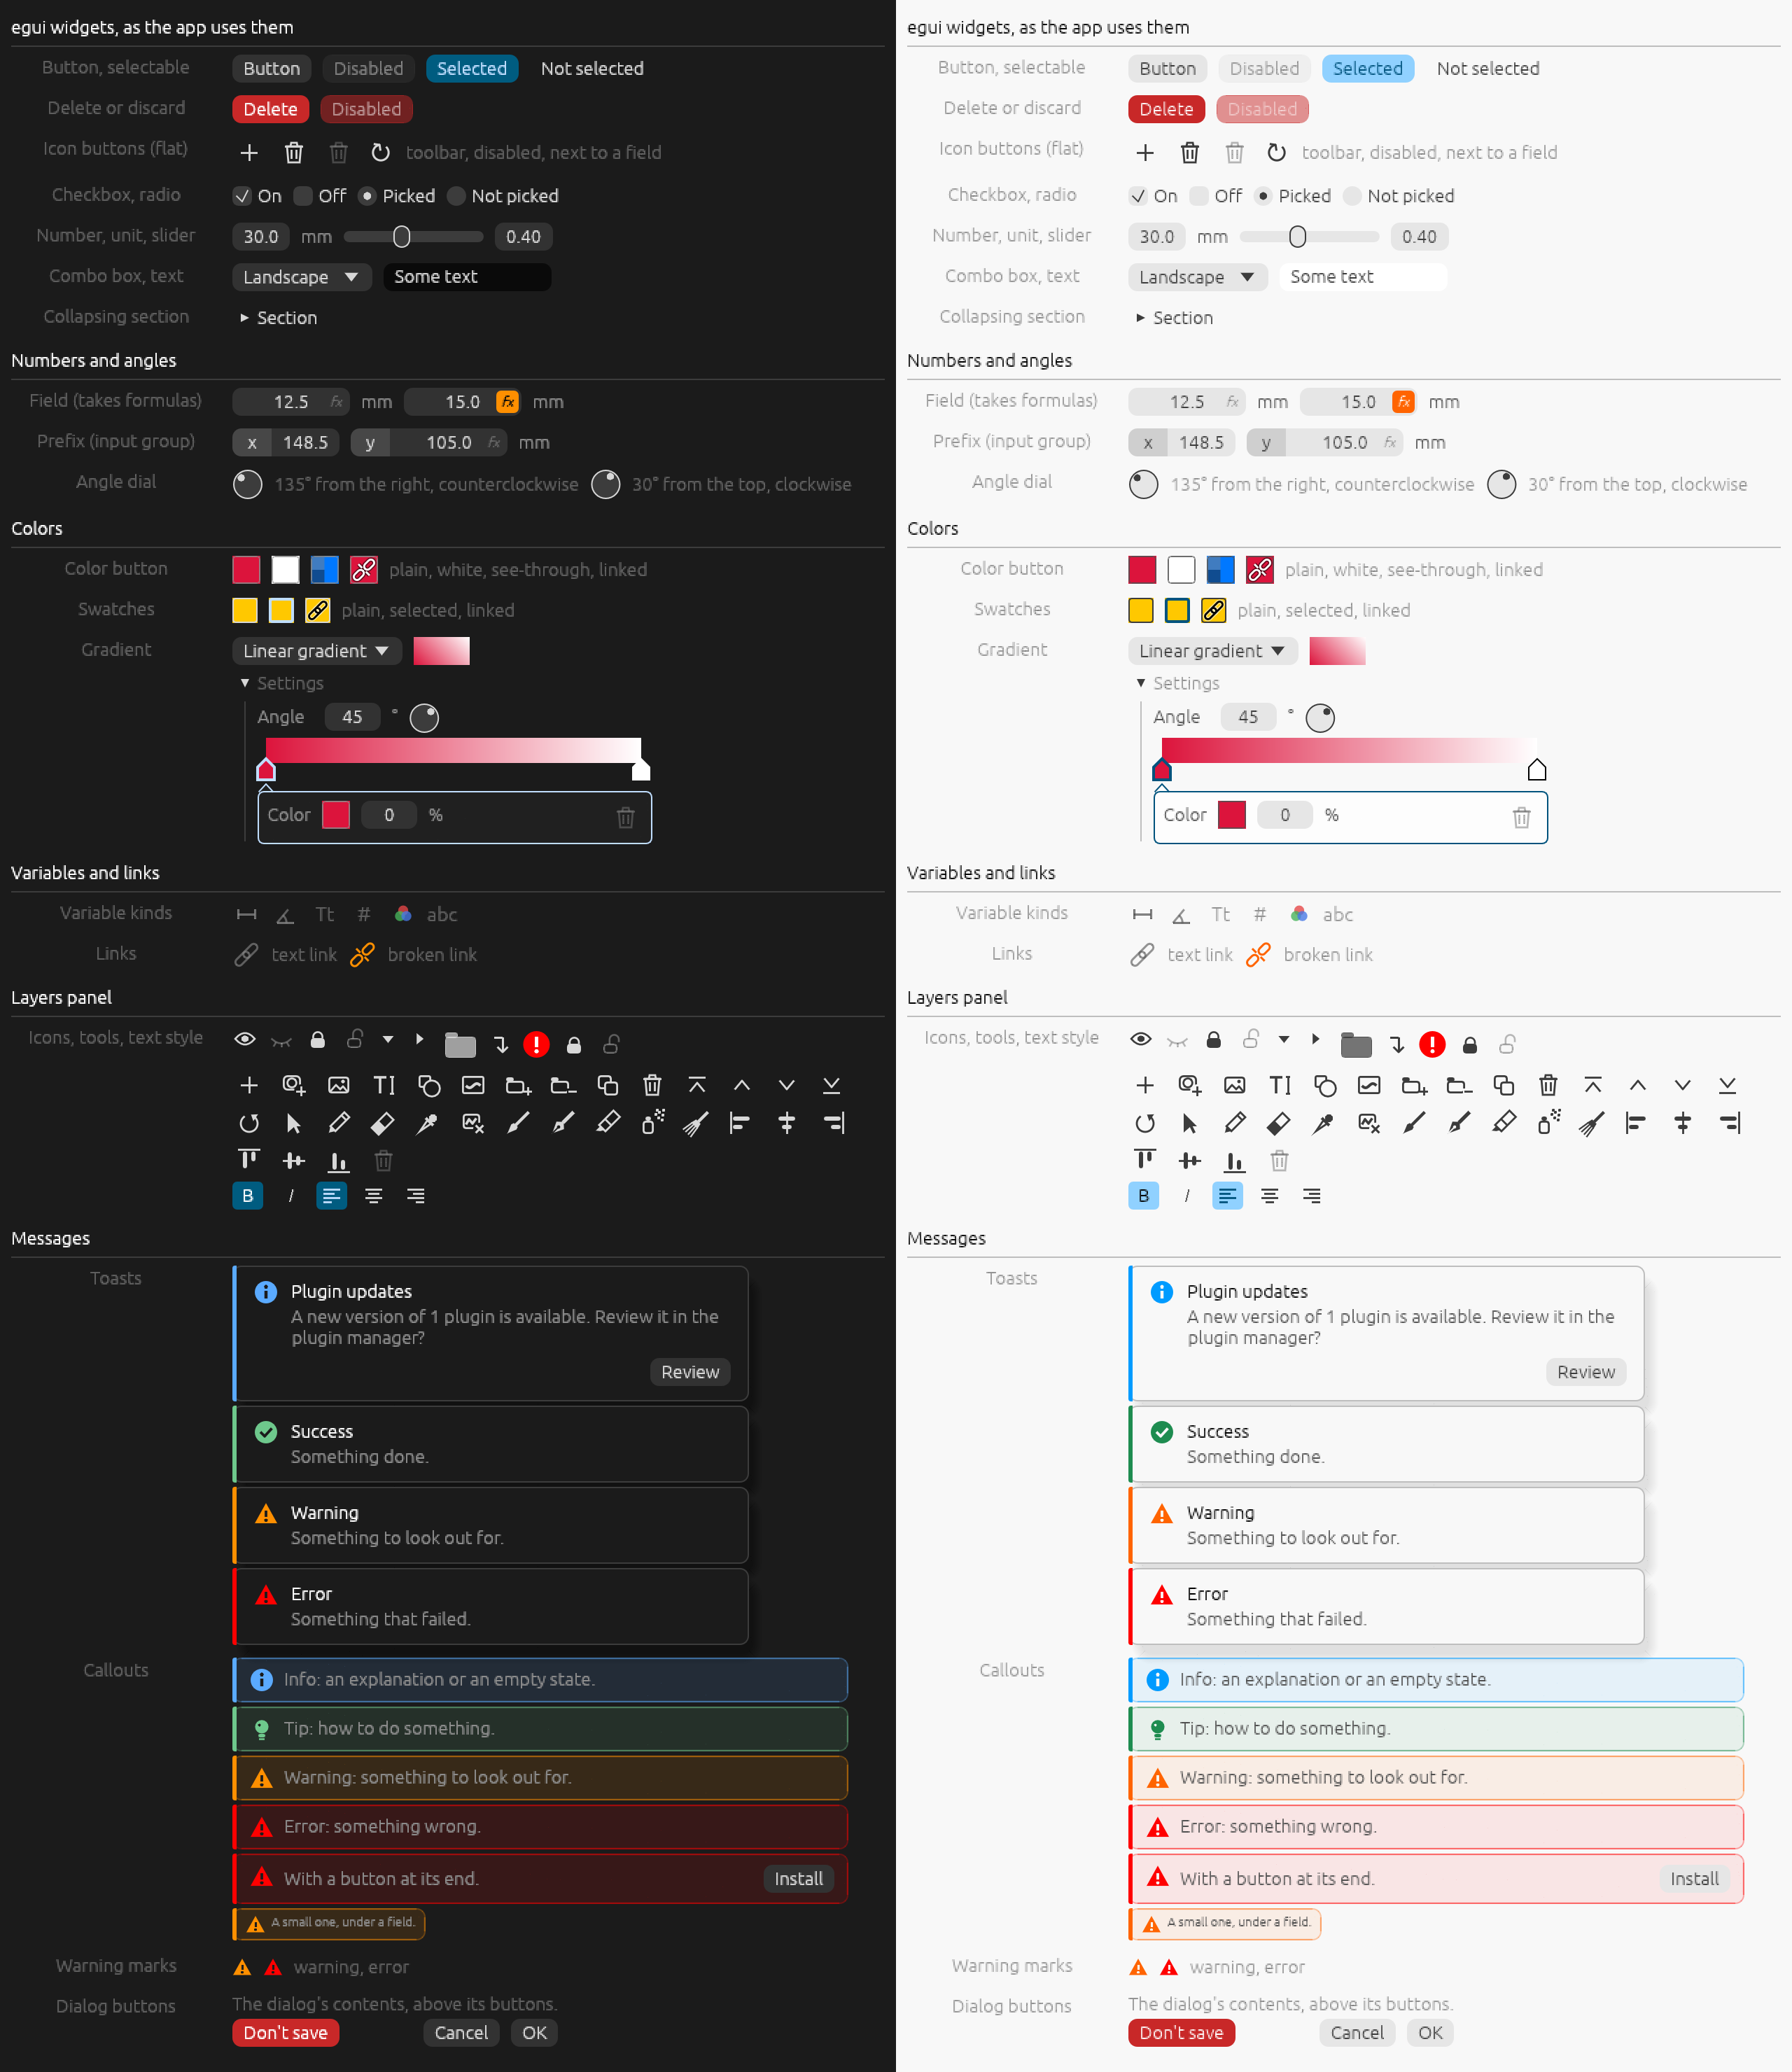 egui widgets, as the app uses them
Button, selectable Button Disabled Selected Not selected
Delete or discard Delete Disabled
Icon buttons (flat) toolbar, disabled, next to a field
Checkbox, radio On Off Picked Not picked
Number, unit, slider 30.0 mm 0.40
Combo box, text Landscape Some text
Collapsing section Section
Numbers and angles
Field (takes formulas) 12.5 fx mm 15.0 fx mm
Prefix (input group) x 148.5 y 105.0 fx mm
Angle dial 135° from the right, counterclockwise 30° from the top, clockwise
Colors
Color button plain, white, see-through, linked
Swatches plain, selected, linked
Gradient Linear gradient
Settings
Angle 45 °
Color 0 %
Variables and links
Variable kinds Tt # abc
Links text link broken link
Layers panel
Icons, tools, text style
B I
Messages
Toasts
Plugin updates
A new version of 1 plugin is available. Review it in the
plugin manager?
Review
Success
Something done.
Warning
Something to look out for.
Error
Something that failed.
Callouts Info: an explanation or an empty state.
Tip: how to do something.
Warning: something to look out for.
Error: something wrong.
With a button at its end. Install
A small one, under a field.
Warning marks warning, error
Dialog buttons The dialog's contents, above its buttons.
Don't save Cancel OK
egui widgets, as the app uses them
Button, selectable Button Disabled Selected Not selected
Delete or discard Delete Disabled
Icon buttons (flat) toolbar, disabled, next to a field
Checkbox, radio On Off Picked Not picked
Number, unit, slider 30.0 mm 0.40
Combo box, text Landscape Some text
Collapsing section Section
Numbers and angles
Field (takes formulas) 12.5 fx mm 15.0 fx mm
Prefix (input group) x 148.5 y 105.0 fx mm
Angle dial 135° from the right, counterclockwise 30° from the top, clockwise
Colors
Color button plain, white, see-through, linked
Swatches plain, selected, linked
Gradient Linear gradient
Settings
Angle 45 °
Color 0 %
Variables and links
Variable kinds Tt # abc
Links text link broken link
Layers panel
Icons, tools, text style
B I
Messages
Toasts
Plugin updates
A new version of 1 plugin is available. Review it in the
plugin manager?
Review
Success
Something done.
Warning
Something to look out for.
Error
Something that failed.
Callouts Info: an explanation or an empty state.
Tip: how to do something.
Warning: something to look out for.
Error: something wrong.
With a button at its end. Install
A small one, under a field.
Warning marks warning, error
Dialog buttons The dialog's contents, above its buttons.
Don't save Cancel OK